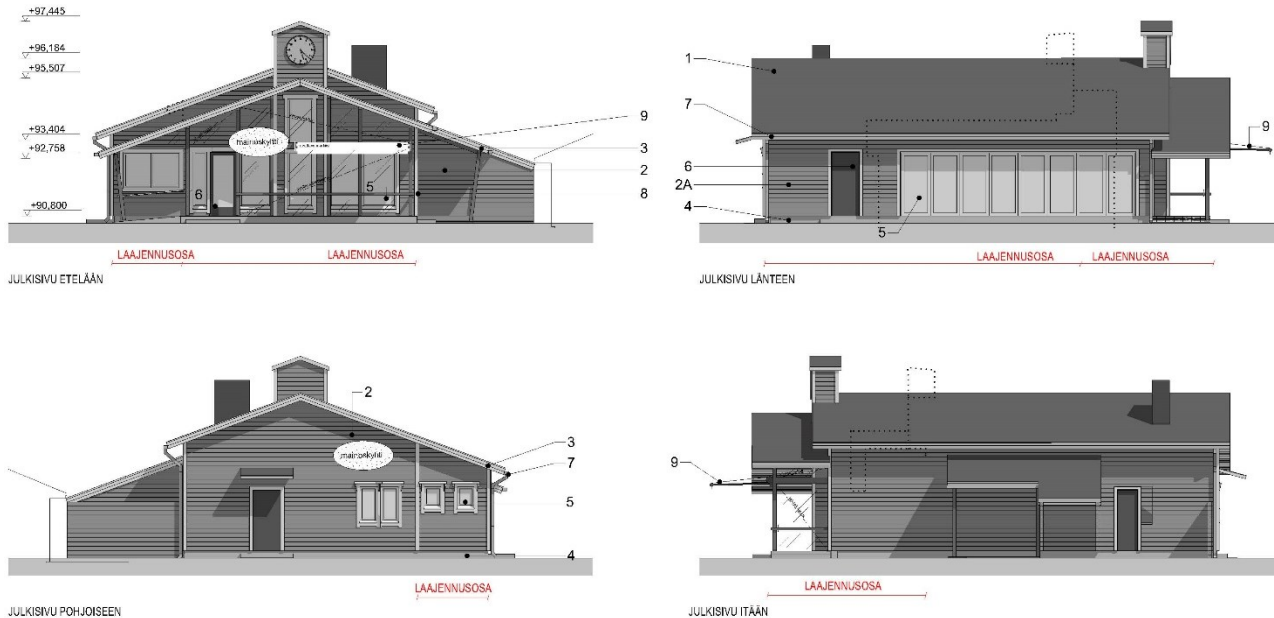 +97,445
+96,184
+95,507
+93,404
+92,758
+90,800
mainoskyltti
6
5
9
3
2
8
LAAJENNUSOSA
LAAJENNUSOSA
JULKISIVU ETELÄÄN
1
7
6
2A
4
5
9
LAAJENNUSOSA
LAAJENNUSOSA
JULKISIVU LÄNTEEN
2
mainoskyltti
3
7
5
4
LAAJENNUSOSA
JULKISIVU POHJOISEEN
9
LAAJENNUSOSA
JULKISIVU ITÄÄN